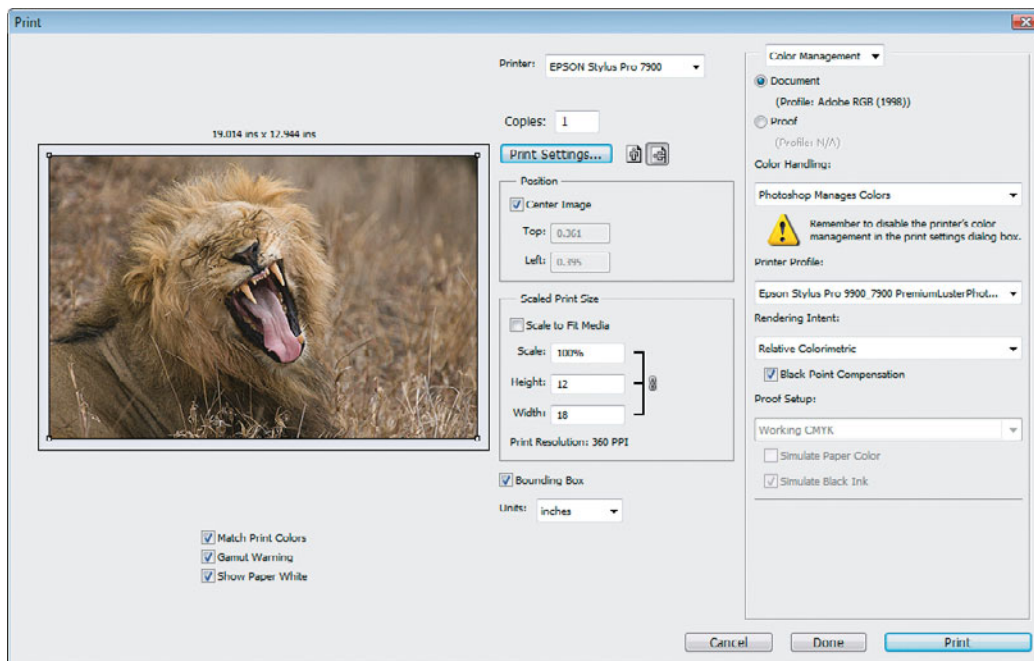 Print
19.014 ins x 12.944 ins
Match Print Colors
Gamut Warning
Show Paper White
Printer: EPSON Stylus Pro 7900
Copies: 1
Print Settings...
Position
Center Image
Top: 0.361
Left: 0.395
Scaled Print Size
Scale to Fit Media
Scale: 100%
Height: 12
Width: 18
Print Resolution: 360 PPI
Bounding Box
Units: inches
Color Management
Document
(Profile: Adobe RGB (1998))
Proof
(Profile: N/A)
Color Handling:
Photoshop Manages Colors
Remember to disable the printer's color
management in the print settings dialog box.
Printer Profile:
Epson Stylus Pro 9900_7900 PremiumLusterPhot...
Rendering Intent:
Relative Colorimetric
Black Point Compensation
Proof Setup:
Working CMYK
Simulate Paper Color
Simulate Black Ink
Cancel
Done
Print